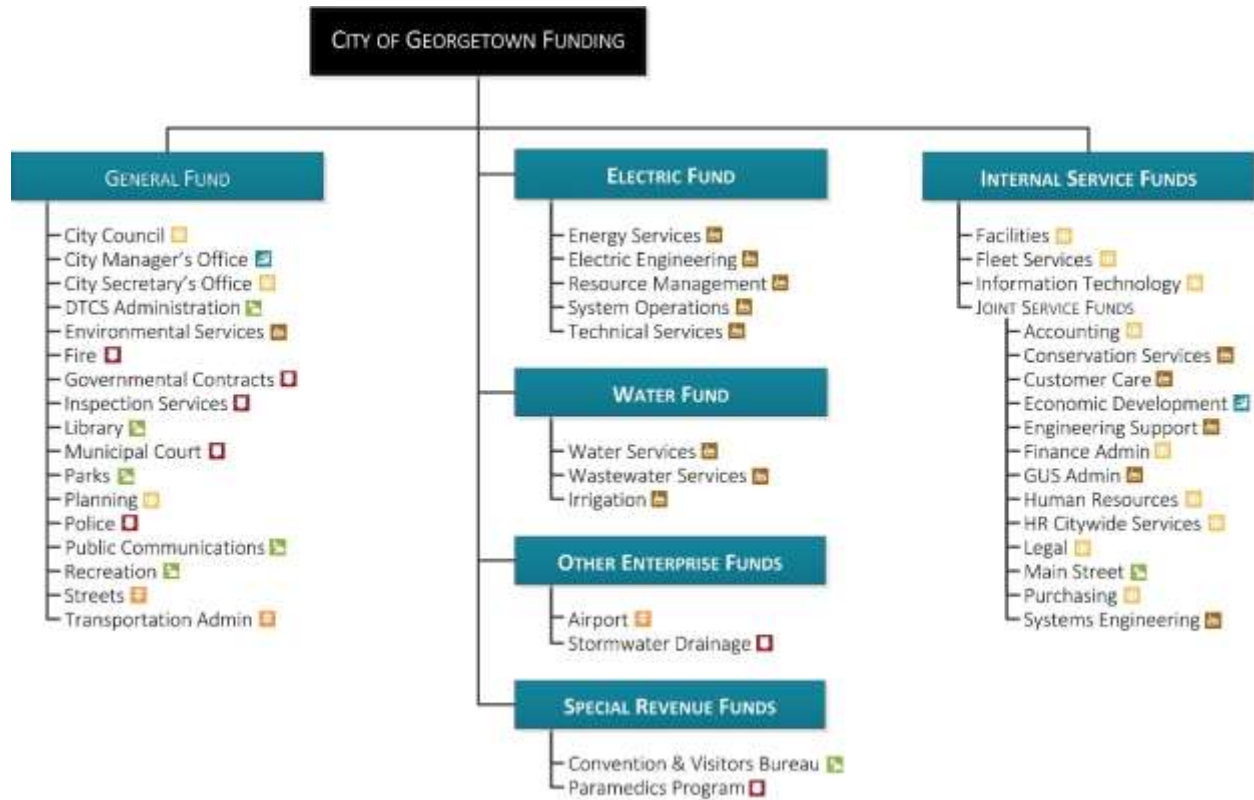 CITY OF GEORGETOWN FUNDING
GENERAL FUND
City Council
City Manager's Office
City Secretary's Office
DTCS Administration
Environmental Services
Fire
Governmental Contracts
Inspection Services
Library
Municipal Court
Parks
Planning
Police
Public Communications
Recreation
Streets
Transportation Admin
ELECTRIC FUND
Energy Services
Electric Engineering
Resource Management
System Operations
Technical Services
WATER FUND
Water Services
Wastewater Services
Irrigation
OTHER ENTERPRISE FUNDS
Airport
Stormwater Drainage
SPECIAL REVENUE FUNDS
Convention & Visitors Bureau
Paramedics Program
INTERNAL SERVICE FUNDS
Facilities
Fleet Services
Information Technology
JOINT SERVICE FUNDS
Accounting
Conservation Services
Customer Care
Economic Development
Engineering Support
Finance Admin
GUS Admin
Human Resources
HR Citywide Services
Legal
Main Street
Purchasing
Systems Engineering